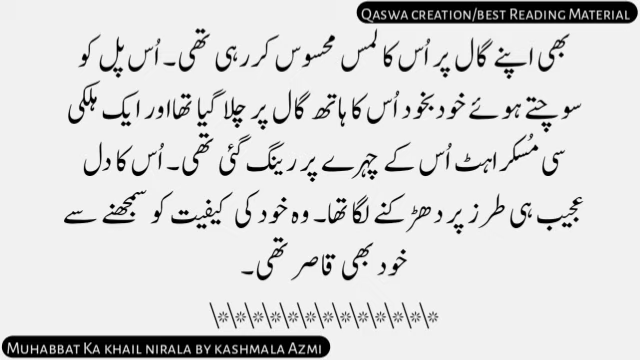 Qaswa creation/best Reading Material
بھی اپنے گال پر اُس کا لمس محسوس کر رہی تھی۔ اُس پل کو
سوچتے ہوئے خود بخود اُس کا ہاتھ گال پر چلا گیا تھا اور ایک ہلکی
سی مُسکراہٹ اُس کے چہرے پر رینگ گئی تھی۔ اُس کا دل
عجیب ہی طرز پر دھڑکنے لگا تھا۔ وہ خود کی کیفیت کو سمجھنے سے
خود بھی قاصر تھی۔
\*\*\*\*\*\*\*\*\*\*\*\*
Muhabbat Ka khail nirala by kashmala Azmi